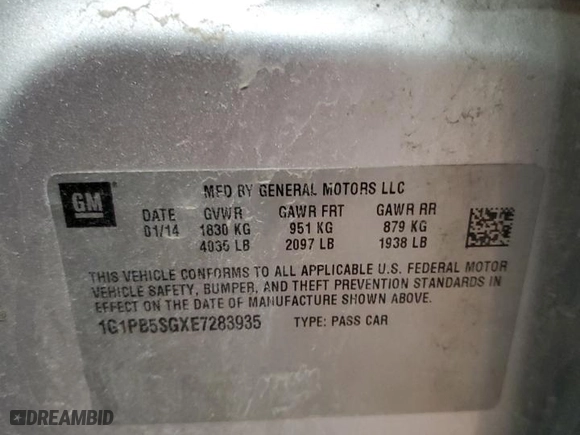 GM
MFD BY GENERAL MOTORS LLC
DATE GVWR GAWR FRT GAWR RR
01/14 1830 KG 951 KG 879 KG
4035 LB 2097 LB 1938 LB
THIS VEHICLE CONFORMS TO ALL APPLICABLE U.S. FEDERAL MOTOR
VEHICLE SAFETY, BUMPER, AND THEFT PREVENTION STANDARDS IN
EFFECT ON THE DATE OF MANUFACTURE SHOWN ABOVE.
1G1PB5SGXE7283935 TYPE: PASS CAR
DREAMBID